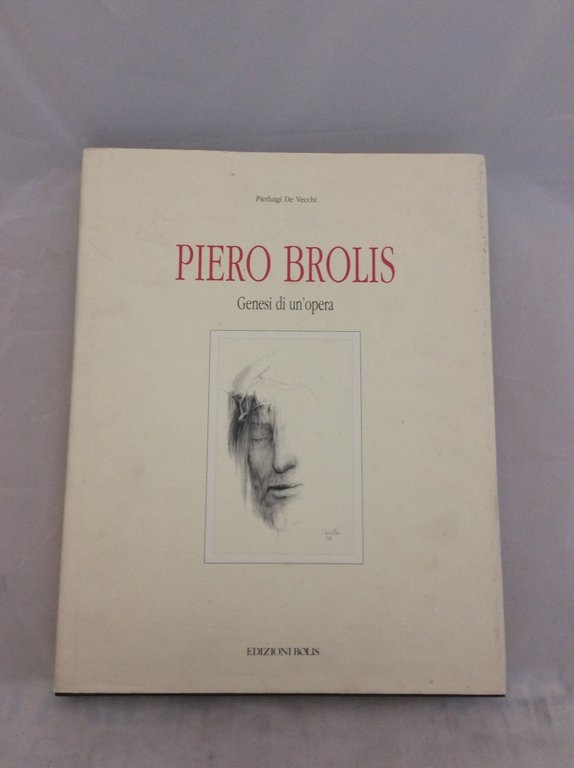 Pierluigi De Vecchi
PIERO BROLIS
Genesi di un'opera
EDIZIONI BOLIS